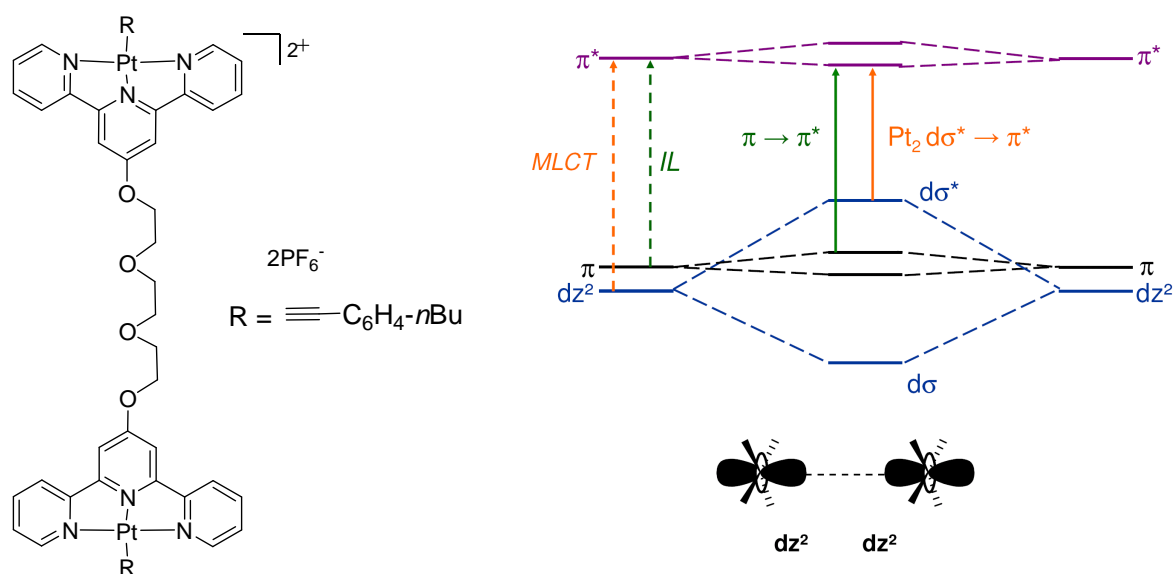 R
2+
N Pt N
N
O
O
2PF₆⁻
R = C₆H₄-nBu
O
O
N
N Pt N
R
π* π*
MLCT IL π → π* Pt₂ dσ* → π*
dσ*
π π
dz² dz²
dσ
dz² dz²